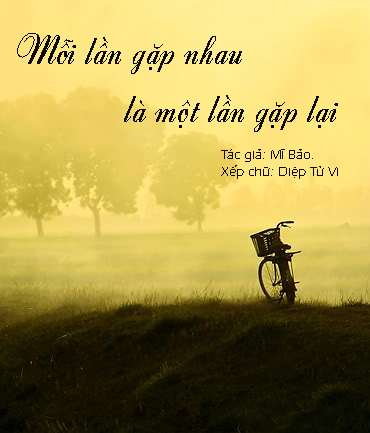 Mỗi lần gặp nhau
là một lần gặp lại
Tác giả: Mĩ Bảo.
Xếp chữ: Diệp Tử Vi